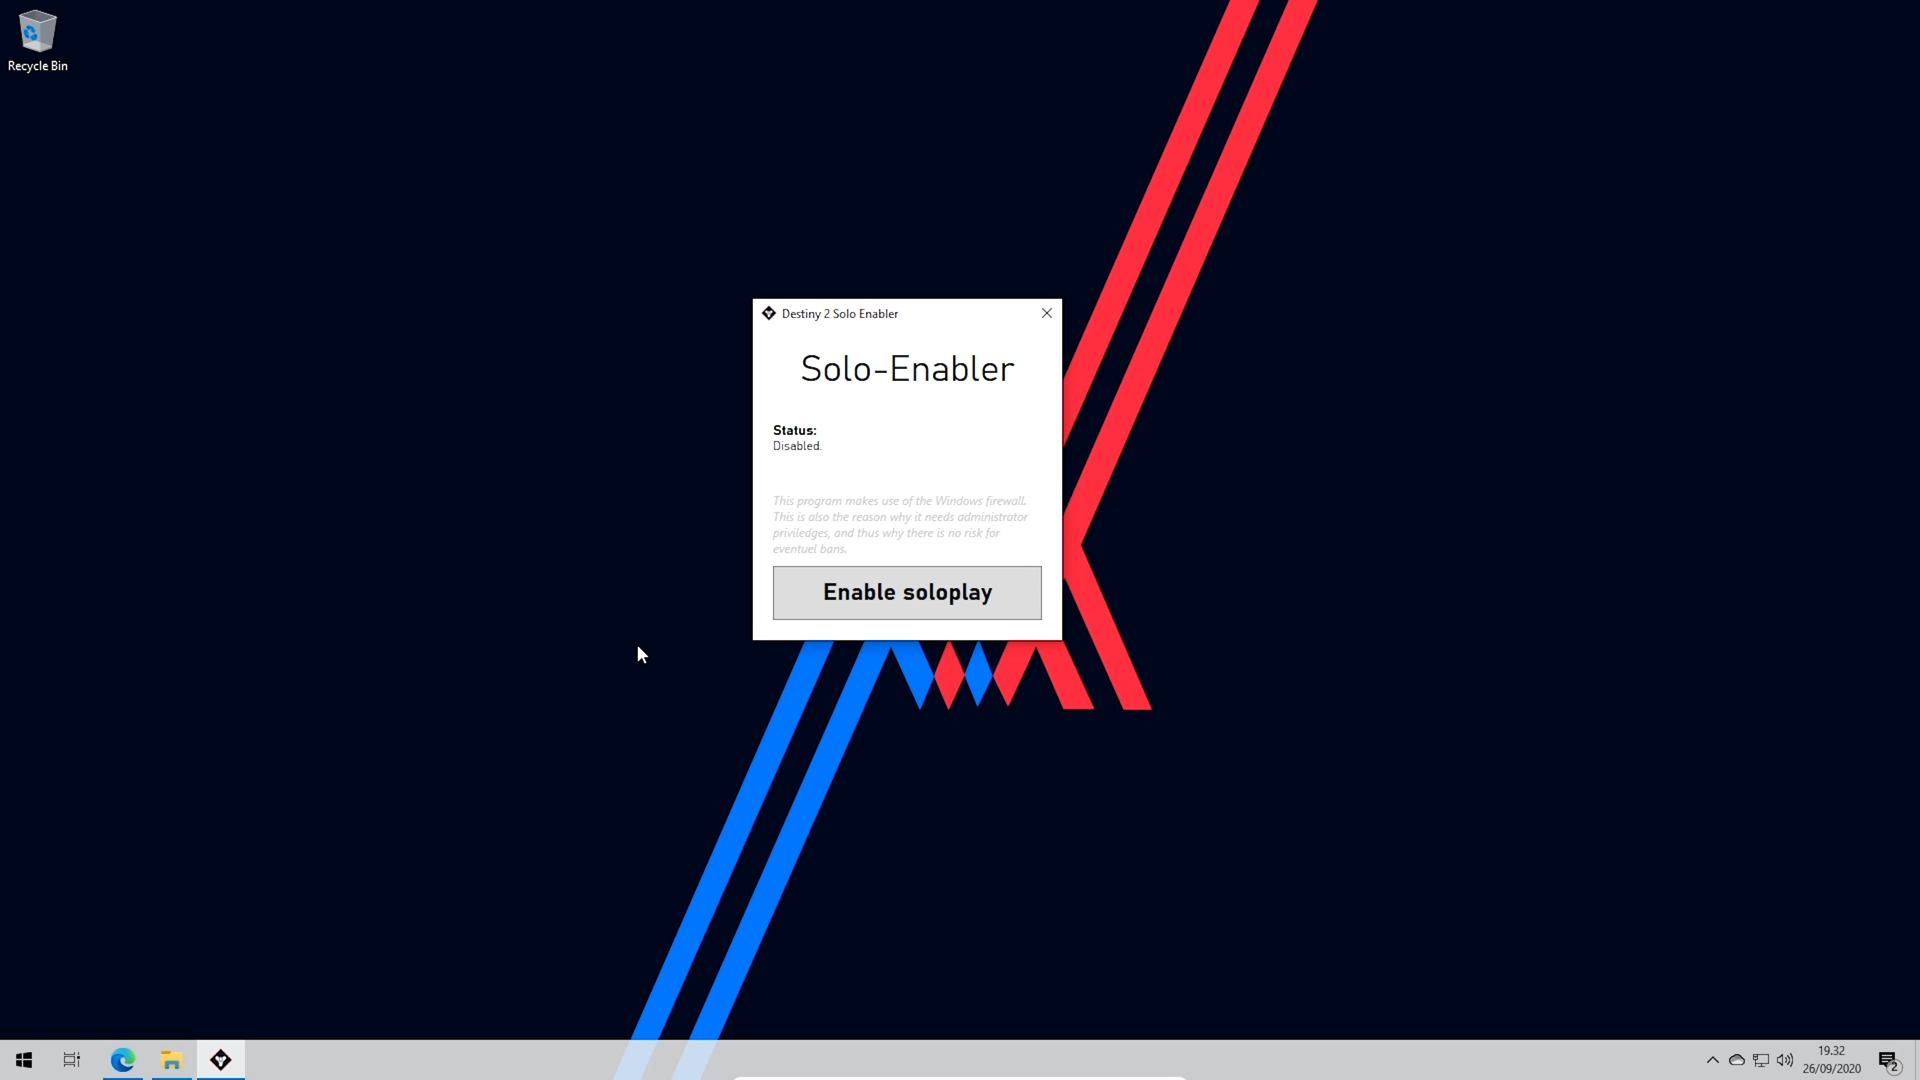 Recycle Bin
Destiny 2 Solo Enabler
Solo-Enabler
Status:
Disabled.
This program makes use of the Windows firewall.
This is also the reason why it needs administrator
priviledges, and thus why there is no risk for
eventuel bans.
Enable soloplay
19.32
26/09/2020
2